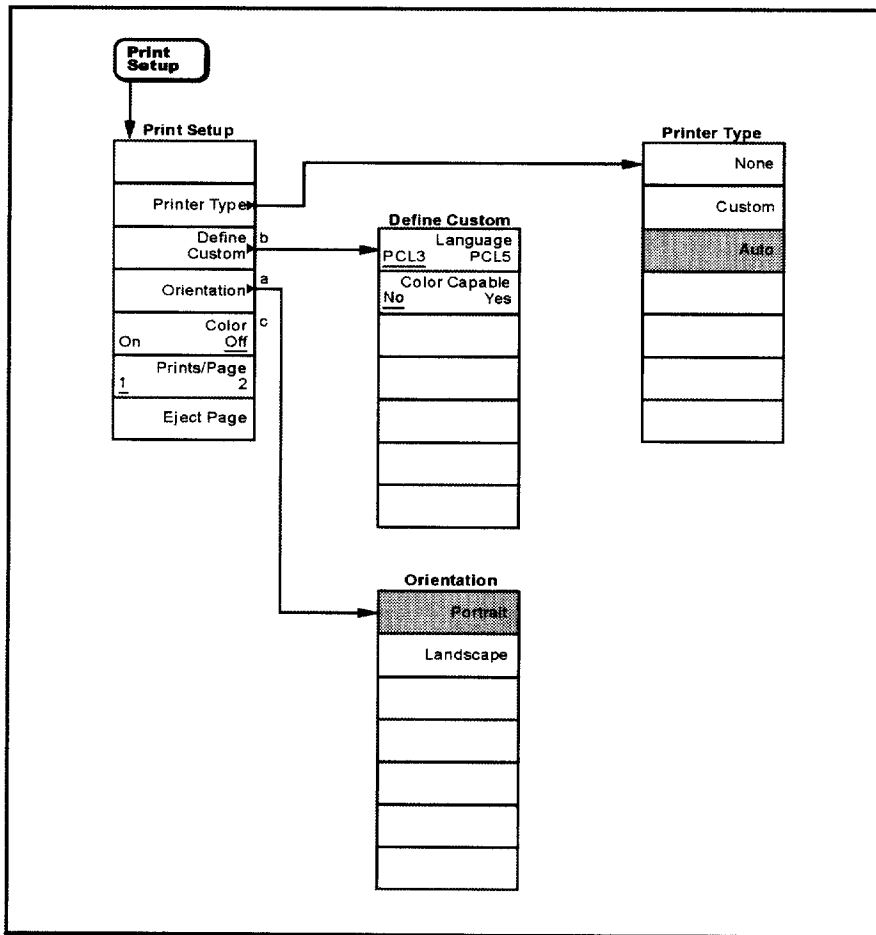 Print
Setup
Print Setup
Printer Type
Define
Custom
b
Orientation
a
Color
c
On Off
Prints/Page
1 2
Eject Page
Define Custom
Language
PCL3 PCL5
Color Capable
No Yes
Orientation
Portrait
Landscape
Printer Type
None
Custom
Auto